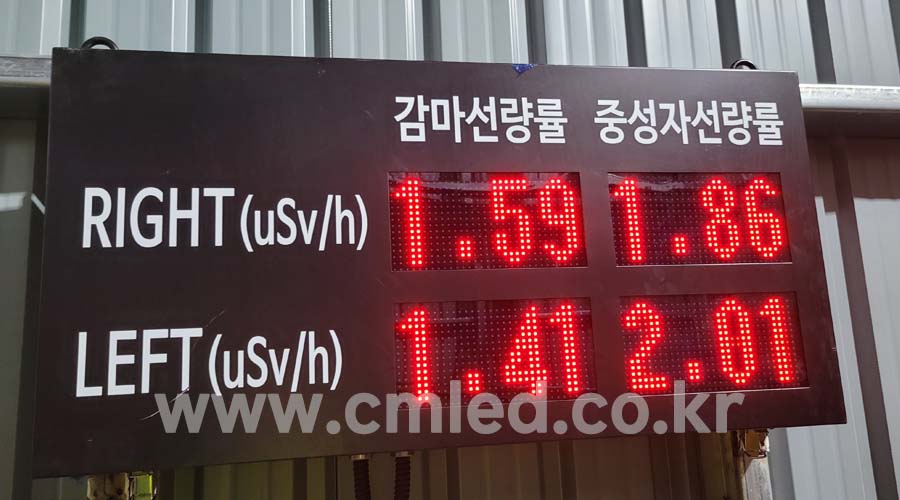 감마선량률 중성자선량률
RIGHT (uSv/h) 1.59 1.86
LEFT (uSv/h) 1.41 2.01
www.cmled.co.kr